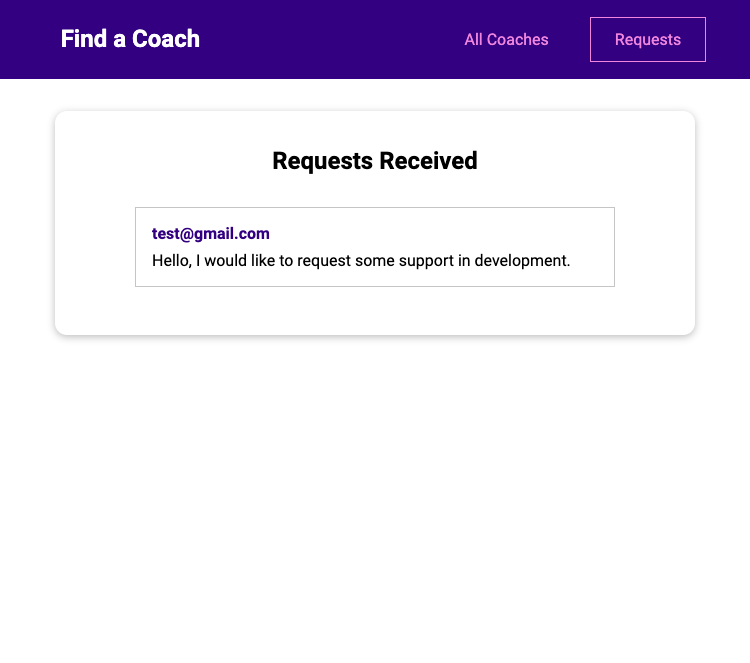 Find a Coach
All Coaches
Requests
Requests Received
test@gmail.com
Hello, I would like to request some support in development.